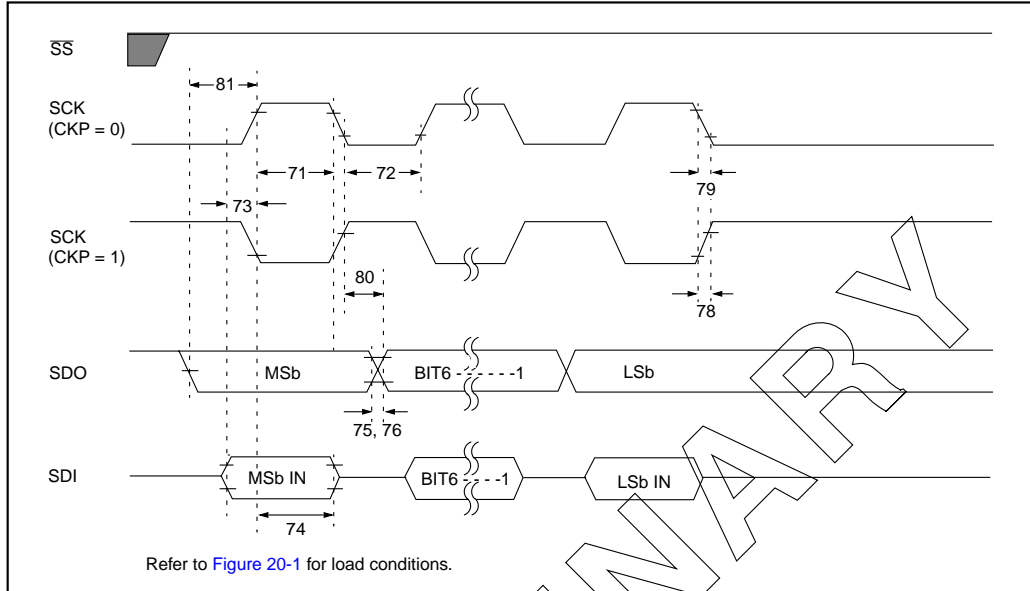 SS
81
SCK
(CKP = 0)
71
72
79
73
SCK
(CKP = 1)
80
78
SDO
MSb
BIT6 - - - - - -1
LSb
75, 76
SDI
MSb IN
BIT6 - - - -1
LSb IN
74
Refer to Figure 20-1 for load conditions.
NARY